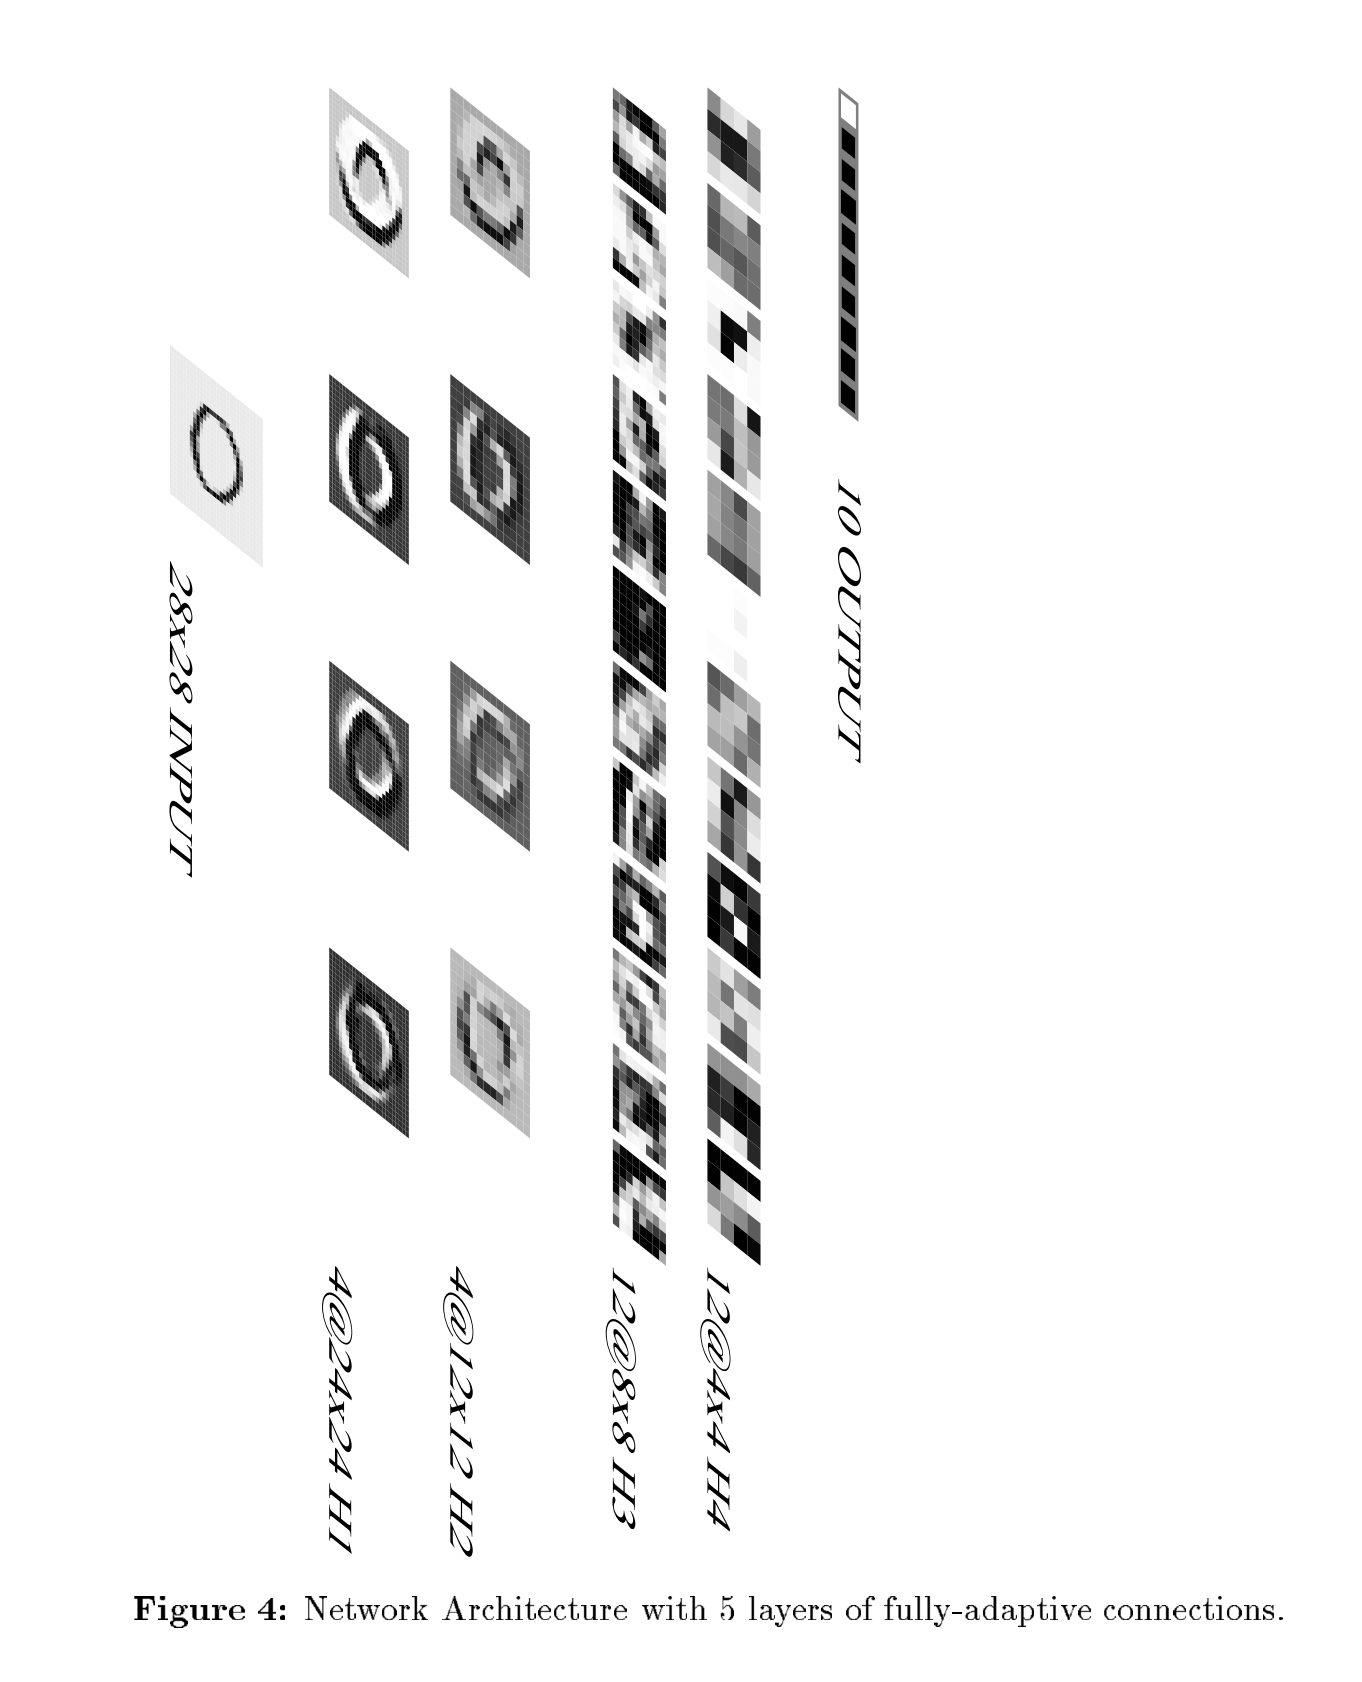 28x28 INPUT
4@24x24 H1
4@12x12 H2
12@8x8 H3
12@4x4 H4
10 OUTPUT
Figure 4: Network Architecture with 5 layers of fully-adaptive connections.